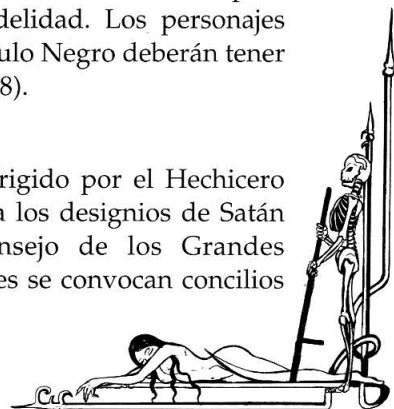 delidad. Los personajes
ulo Negro deberán tener
8).
rigido por el Hechicero
a los designios de Satán
nsejo de los Grandes
es se convocan concilios